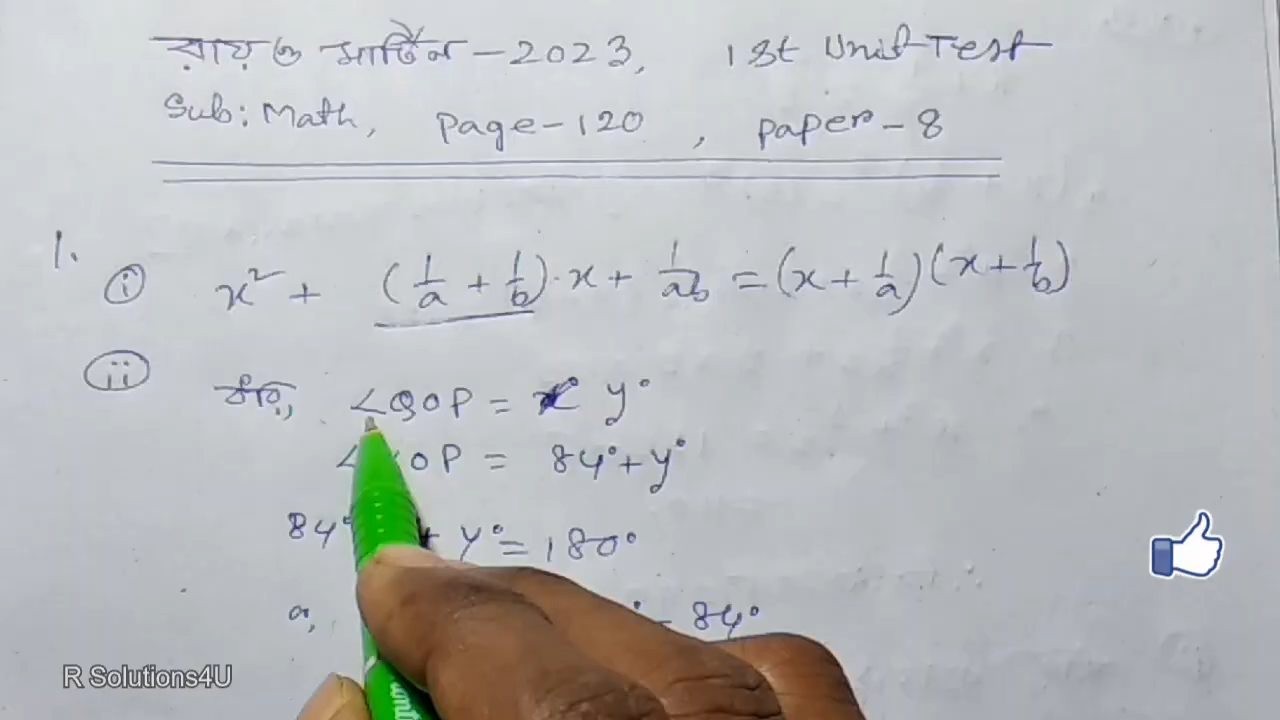 রায় ও মার্টিন - 2023, 1st Unit Test
Sub: Math, Page-120, Paper-8
1.
(i) x² + (1/a + 1/b)·x + 1/ab = (x + 1/a)(x + 1/b)
(ii) ধরি, ∠QOP = y°
OP = 84° + y°
84° + y° = 180°
বা, - 84°
R Solutions4U